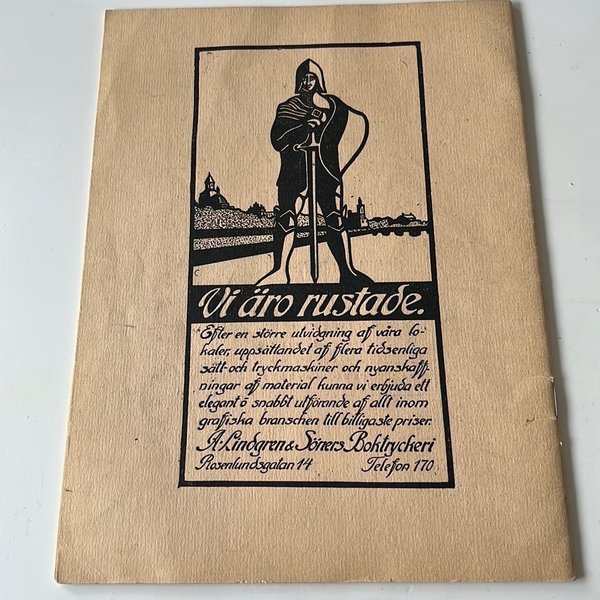 Vi äro rustade.
Efter en större utvidgning af våra lo-
kaler, uppsättandet af flera tidsenliga
sätt- och tryckmaskiner och nyanskaff-
ningar af material kunna vi erbjuda ett
elegant o snabbt utförande af allt inom
grafiska branschen till billigaste priser.
A. Lindgren & Söners Boktryckeri
Rosenlundsgatan 14 Telefon 170